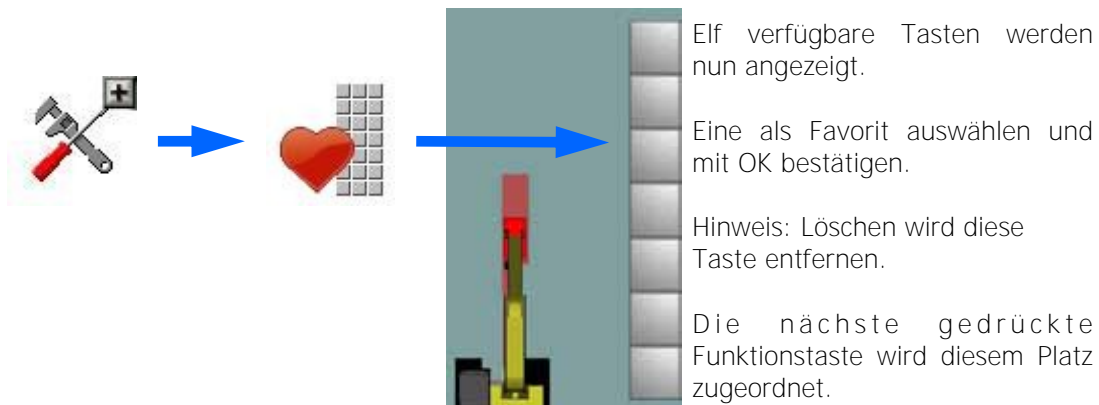 Elf verfügbare Tasten werden
nun angezeigt.
Eine als Favorit auswählen und
mit OK bestätigen.
Hinweis: Löschen wird diese
Taste entfernen.
Die nächste gedrückte
Funktionstaste wird diesem Platz
zugeordnet.